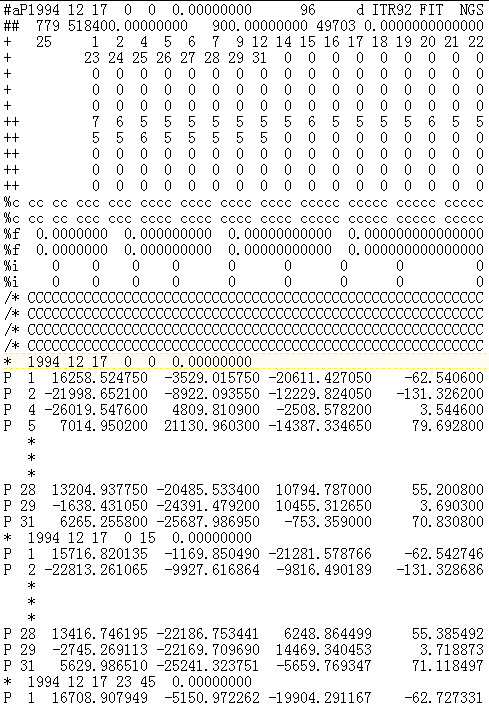 #aP1994 12 17  0  0  0.00000000      96    d ITR92 FIT  NGS
##  779 518400.00000000   900.00000000 49703 0.0000000000000
+   25     1  2  4  5  6  7  9 12 14 15 16 17 18 19 20 21 22
+         23 24 25 26 27 28 29 31  0  0  0  0  0  0  0  0  0
+          0  0  0  0  0  0  0  0  0  0  0  0  0  0  0  0  0
+          0  0  0  0  0  0  0  0  0  0  0  0  0  0  0  0  0
+          0  0  0  0  0  0  0  0  0  0  0  0  0  0  0  0  0
++         7  6  5  5  5  5  5  5  5  6  5  5  5  5  6  5  5
++         5  5  6  5  5  5  5  5  0  0  0  0  0  0  0  0  0
++         0  0  0  0  0  0  0  0  0  0  0  0  0  0  0  0  0
++         0  0  0  0  0  0  0  0  0  0  0  0  0  0  0  0  0
++         0  0  0  0  0  0  0  0  0  0  0  0  0  0  0  0  0
%c cc cc ccc ccc cccc cccc cccc cccc ccccc ccccc ccccc ccccc
%c cc cc ccc ccc cccc cccc cccc cccc ccccc ccccc ccccc ccccc
%f  0.0000000  0.000000000  0.00000000000  0.000000000000000
%f  0.0000000  0.000000000  0.00000000000  0.000000000000000
%i    0    0    0    0      0      0      0      0         0
%i    0    0    0    0      0      0      0      0         0
/* CCCCCCCCCCCCCCCCCCCCCCCCCCCCCCCCCCCCCCCCCCCCCCCCCCCCCCCCC
/* CCCCCCCCCCCCCCCCCCCCCCCCCCCCCCCCCCCCCCCCCCCCCCCCCCCCCCCCC
/* CCCCCCCCCCCCCCCCCCCCCCCCCCCCCCCCCCCCCCCCCCCCCCCCCCCCCCCCC
/* CCCCCCCCCCCCCCCCCCCCCCCCCCCCCCCCCCCCCCCCCCCCCCCCCCCCCCCCC
*  1994 12 17  0  0  0.00000000
P  1  16258.524750  -3529.015750 -20611.427050    -62.540600
P  2 -21998.652100  -8922.093550 -12229.824050   -131.326200
P  4 -26019.547600   4809.810900  -2508.578200      3.544600
P  5   7014.950200  21130.960300 -14387.334650     79.692800
   *
   *
   *
P 28  13204.937750 -20485.533400  10794.787000     55.200800
P 29  -1638.431050 -24391.479200  10455.312650      3.690300
P 31   6265.255800 -25687.986950   -753.359000     70.830800
*  1994 12 17  0 15  0.00000000
P  1  15716.820135  -1169.850490 -21281.578766    -62.542746
P  2 -22813.261065  -9927.616864  -9816.490189   -131.328686
   *
   *
   *
P 28  13416.746195 -22186.753441   6248.864499     55.385492
P 29  -2745.269113 -22169.709690  14469.340453      3.718873
P 31   5629.986510 -25241.323751  -5659.769347     71.118497
*  1994 12 17 23 45  0.00000000
P  1  16708.907949  -5150.972262 -19904.291167    -62.727331